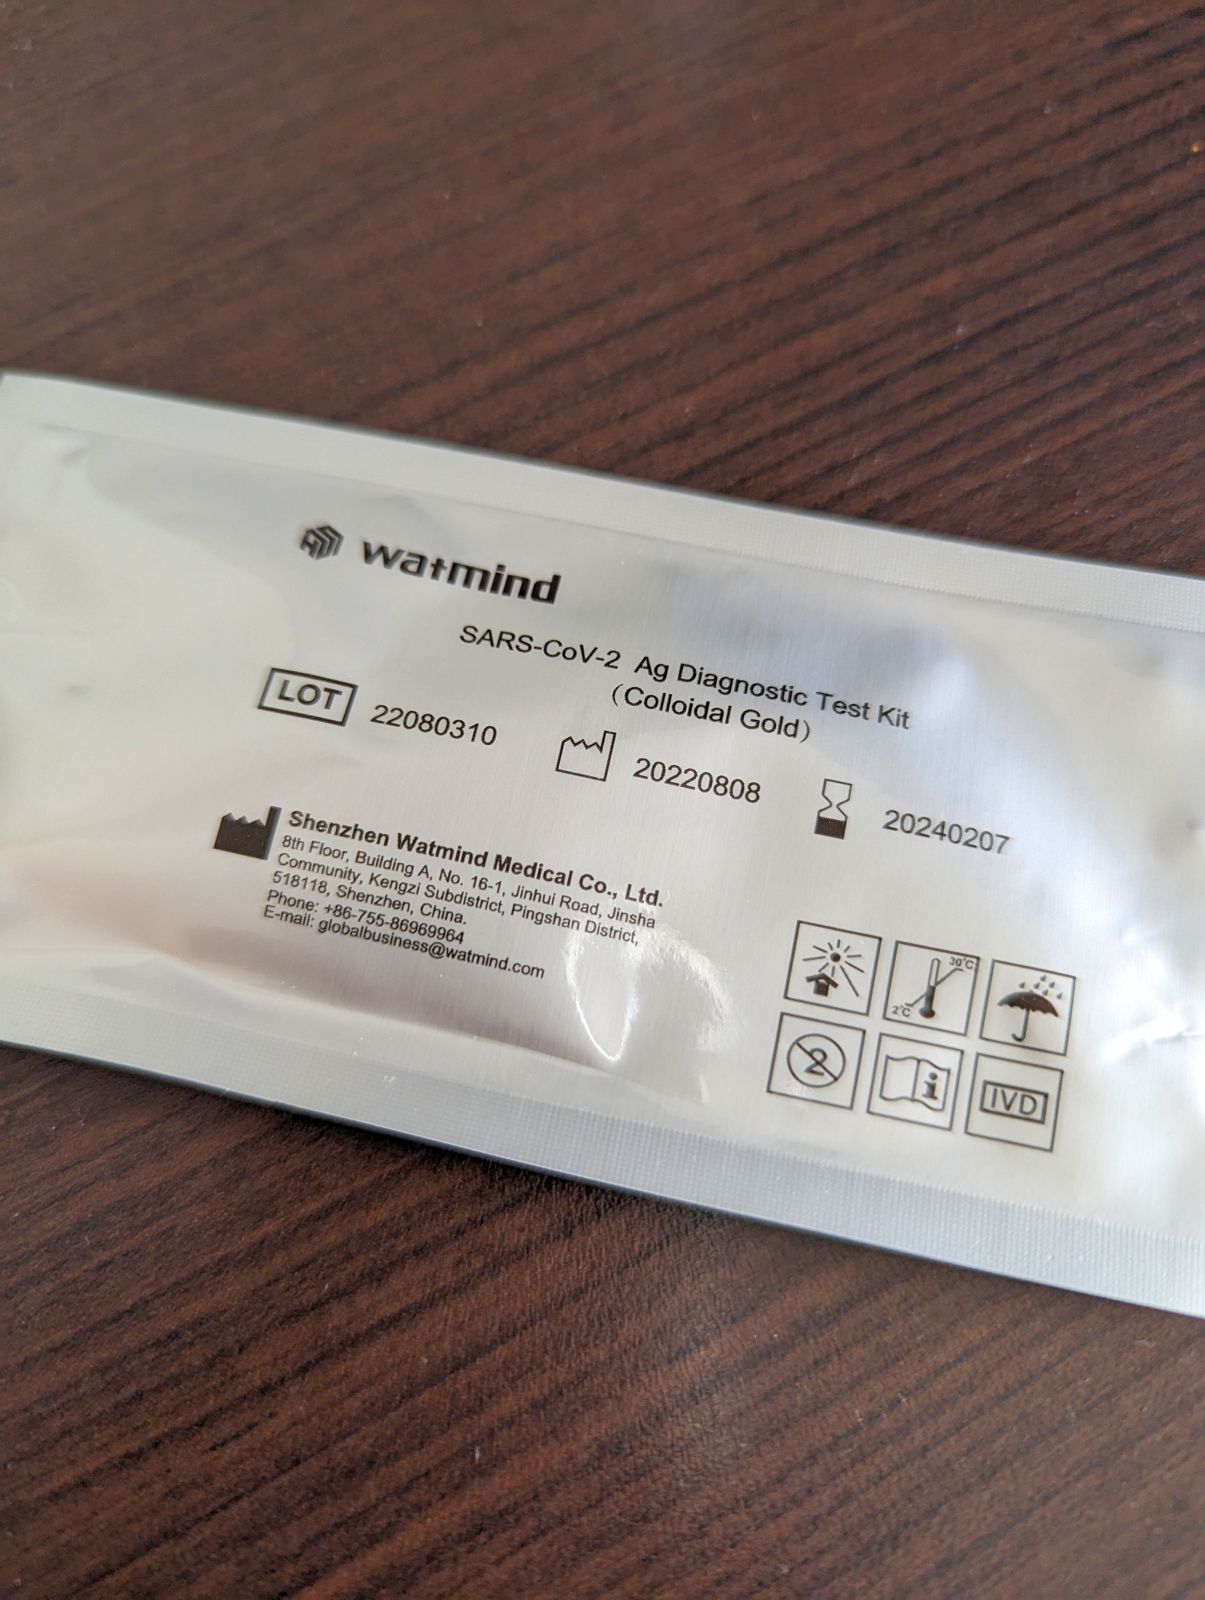 watmind
SARS-CoV-2 Ag Diagnostic Test Kit
（Colloidal Gold）
LOT 22080310 20220808 20240207
Shenzhen Watmind Medical Co., Ltd.
8th Floor, Building A, No. 16-1, Jinhui Road, Jinsha
Community, Kengzi Subdistrict, Pingshan District,
518118, Shenzhen, China.
Phone: +86-755-86969964
E-mail: globalbusiness@watmind.com
30°C
2°C
2
i
IVD